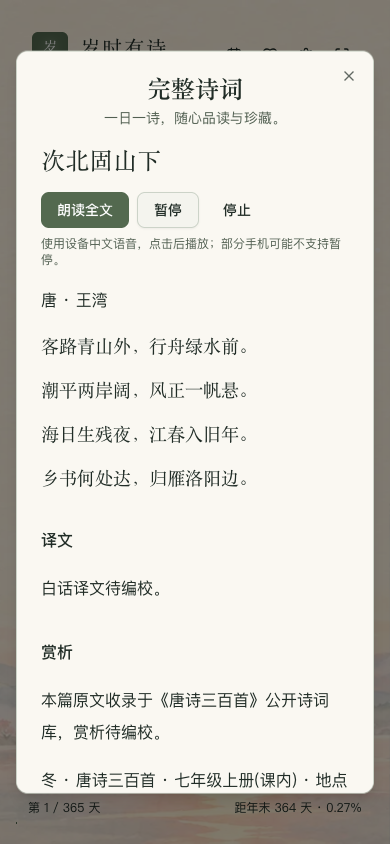 岁
岁时有诗
完整诗词
一日一诗，随心品读与珍藏。
次北固山下
朗读全文 暂停 停止
使用设备中文语音，点击后播放；部分手机可能不支持暂
停。
唐 · 王湾
客路青山外，行舟绿水前。
潮平两岸阔，风正一帆悬。
海日生残夜，江春入旧年。
乡书何处达，归雁洛阳边。
译文
白话译文待编校。
赏析
本篇原文收录于《唐诗三百首》公开诗词
库，赏析待编校。
冬 · 唐诗三百首 · 七年级上册(课内) · 地点
第 1 / 365 天 距年末 364 天 · 0.27%